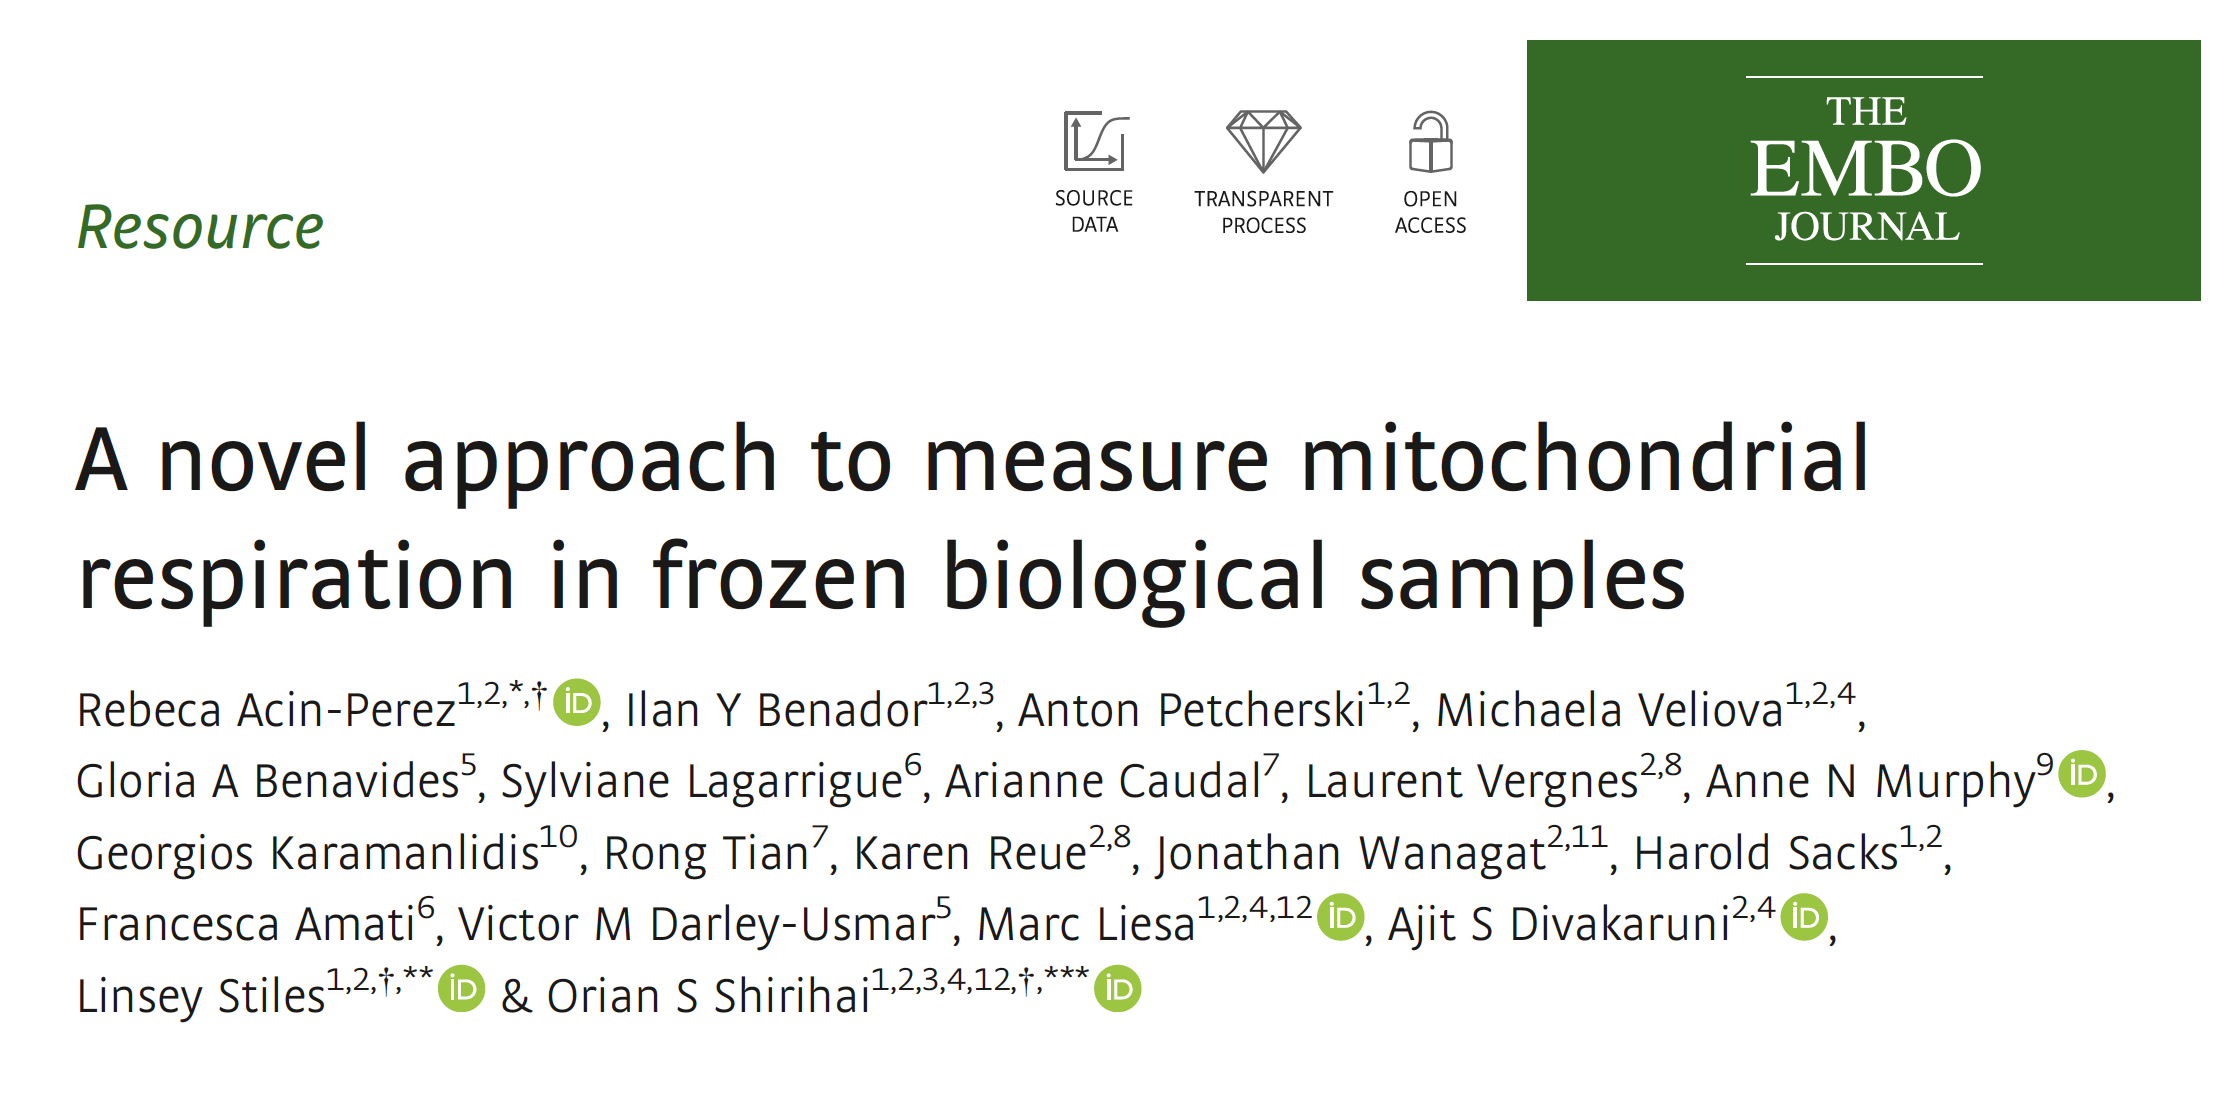 Resource
SOURCE
DATA
TRANSPARENT
PROCESS
OPEN
ACCESS
THE
EMBO
JOURNAL
A novel approach to measure mitochondrial
respiration in frozen biological samples
Rebeca Acin-Perez1,2,*,† iD, Ilan Y Benador1,2,3, Anton Petcherski1,2, Michaela Veliova1,2,4,
Gloria A Benavides5, Sylviane Lagarrigue6, Arianne Caudal7, Laurent Vergnes2,8, Anne N Murphy9 iD,
Georgios Karamanlidis10, Rong Tian7, Karen Reue2,8, Jonathan Wanagat2,11, Harold Sacks1,2,
Francesca Amati6, Victor M Darley-Usmar5, Marc Liesa1,2,4,12 iD, Ajit S Divakaruni2,4 iD,
Linsey Stiles1,2,†,** iD & Orian S Shirihai1,2,3,4,12,†,*** iD